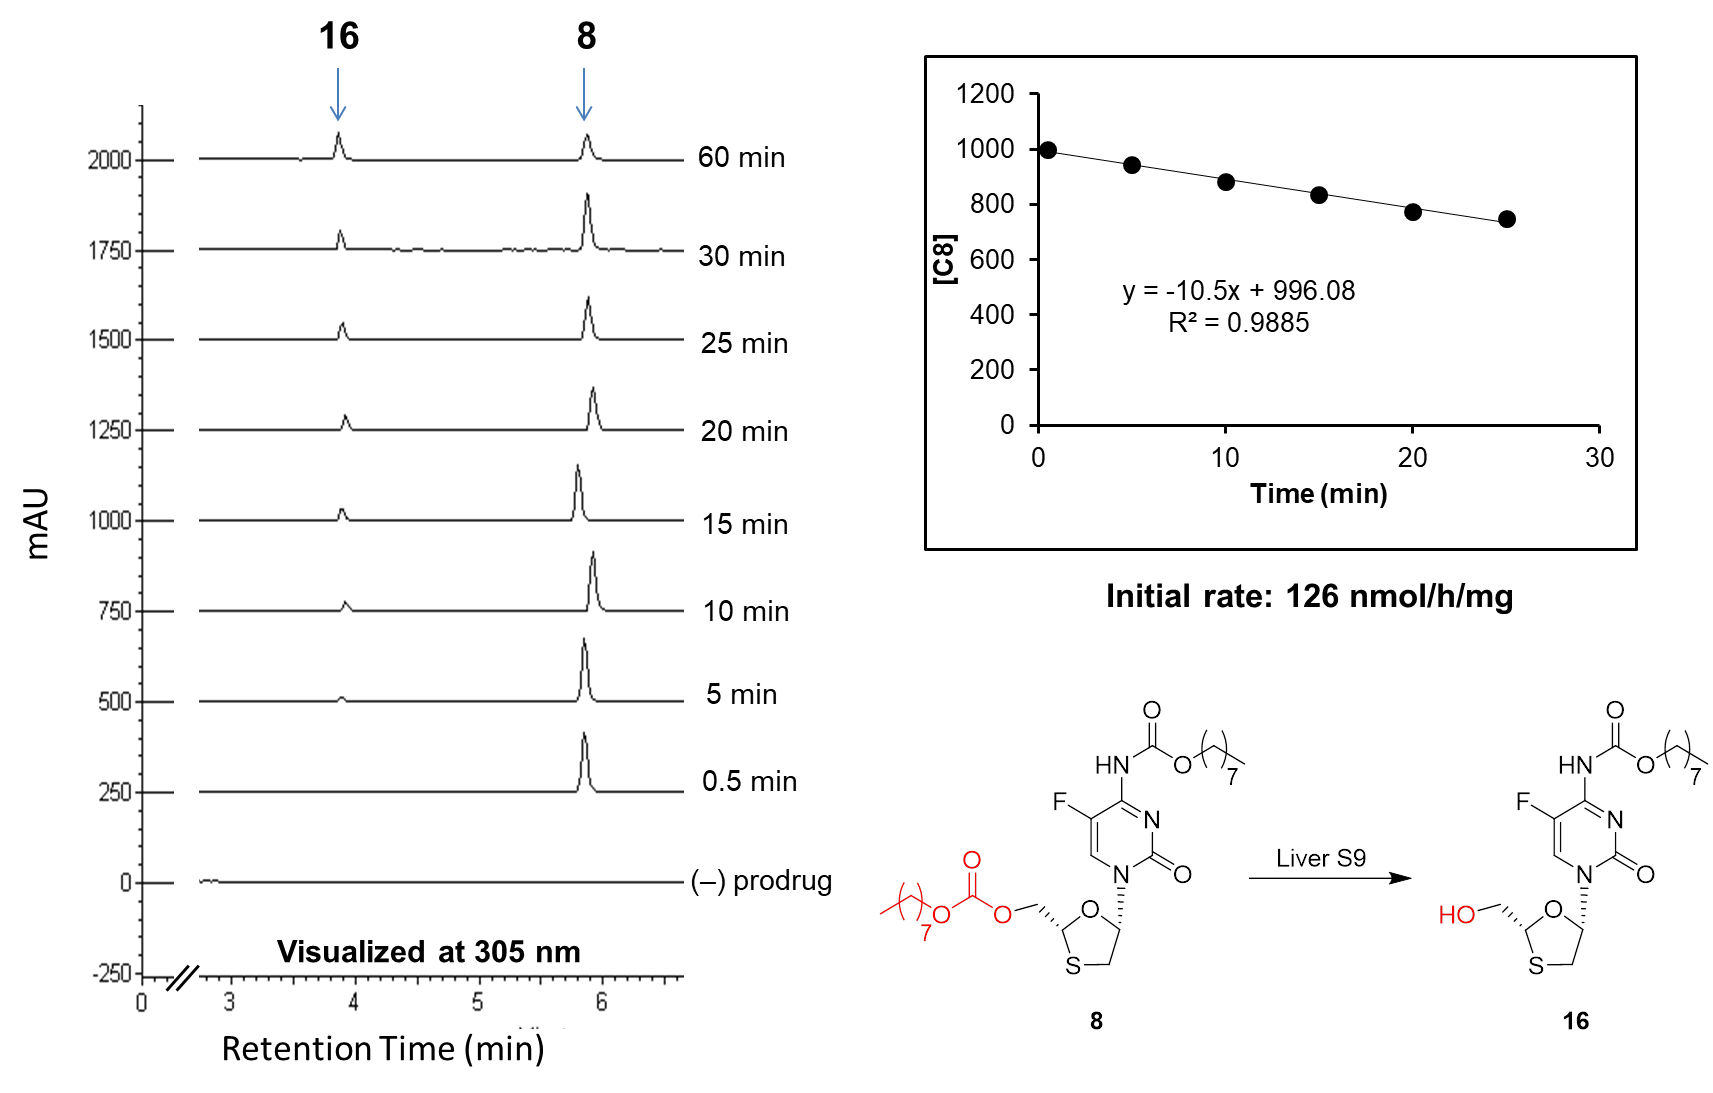 16 8
2000
1750
1500
1250
1000
750
500
250
0
-250
mAU
60 min
30 min
25 min
20 min
15 min
10 min
5 min
0.5 min
(–) prodrug
Visualized at 305 nm
0 3 4 5 6
Retention Time (min)
1200
1000
800
600
400
200
0
[C8]
y = -10.5x + 996.08
R² = 0.9885
0 10 20 30
Time (min)
Initial rate: 126 nmol/h/mg
O
HN O 7
F N
N O
O
O O O
7 S
8
Liver S9
O
HN O 7
F N
N O
HO O
S
16